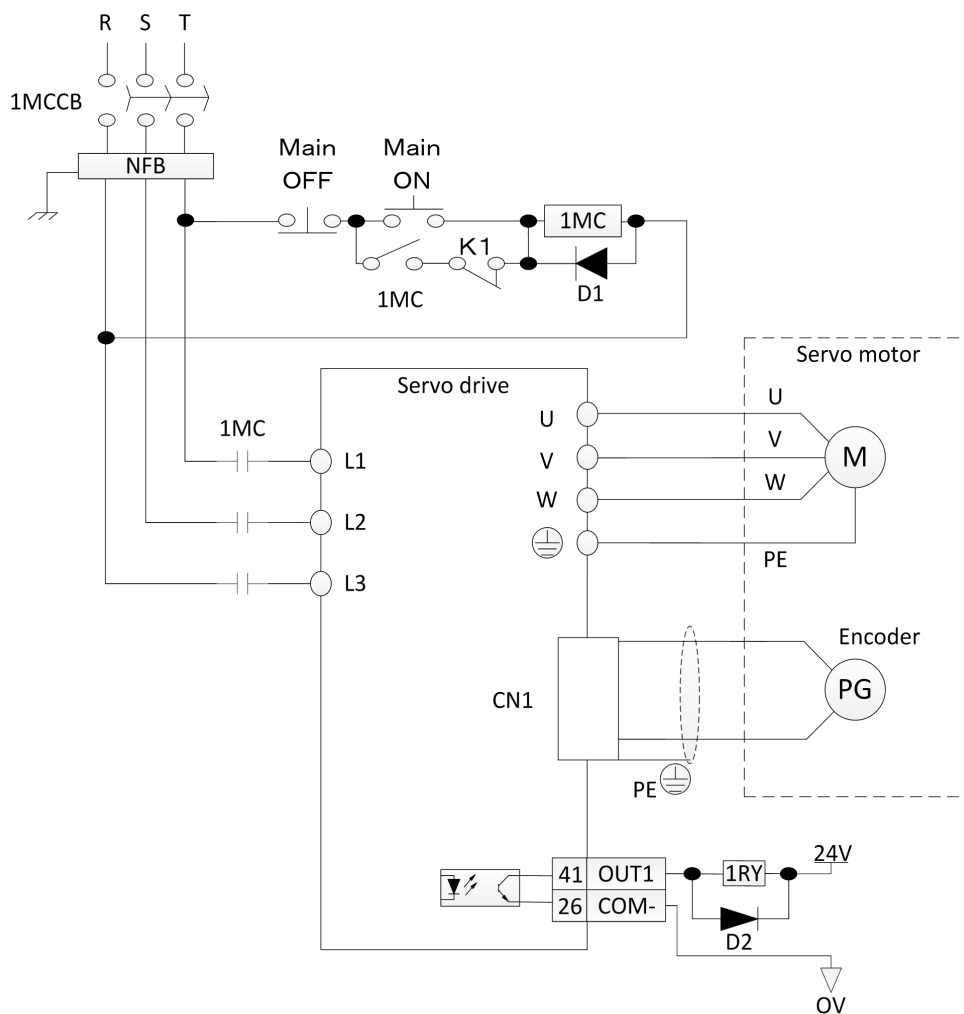 R S T
1MCCB
NFB
Main
OFF
Main
ON
1MC
K1
1MC
D1
Servo drive
Servo motor
1MC
L1
L2
L3
U
V
W
U
V
W
PE
M
CN1
Encoder
PG
PE
41 OUT1
26 COM-
1RY
24V
D2
0V